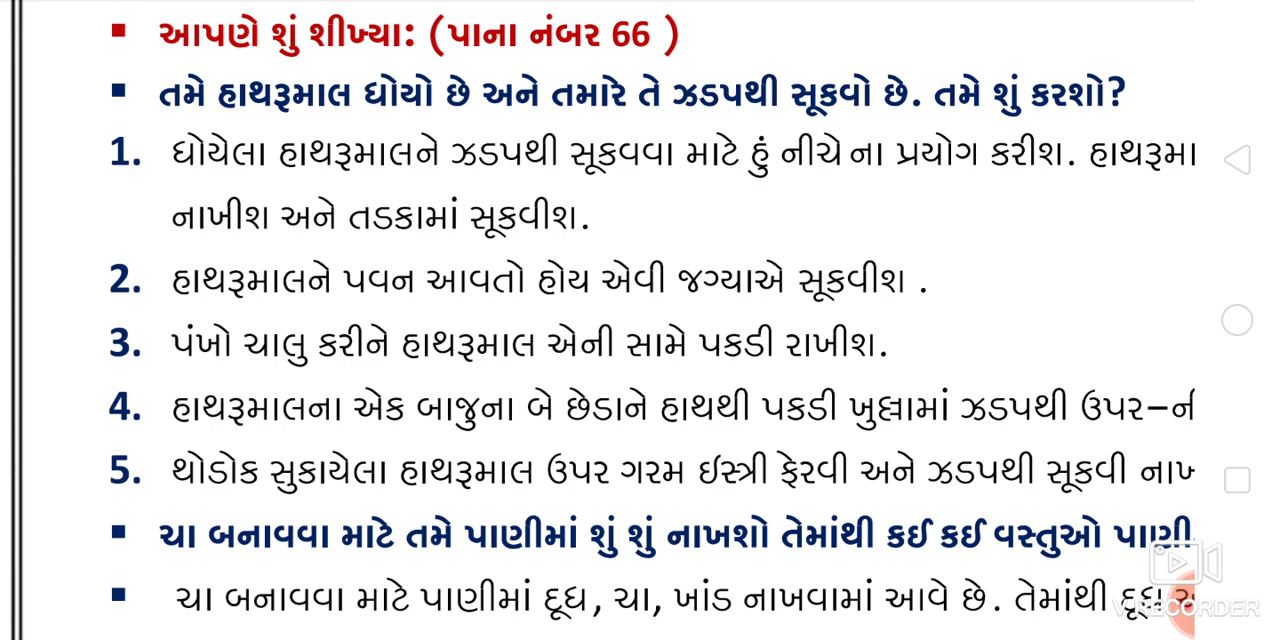 ▪ આપણે શું શીખ્યા: (પાના નંબર 66 )
▪ તમે હાથરૂમાલ ધોયો છે અને તમારે તે ઝડપથી સૂકવો છે. તમે શું કરશો?
1. ધોયેલા હાથરૂમાલને ઝડપથી સૂકવવા માટે હું નીચે ના પ્રયોગ કરીશ.
નાખીશ અને તડકામાં સૂકવીશ.
2. હાથરૂમાલને પવન આવતો હોય એવી જગ્યાએ સૂકવીશ .
3. પંખો ચાલુ કરીને હાથરૂમાલ એની સામે પકડી રાખીશ.
4. હાથરૂમાલના એક બાજુના બે છેડાને હાથથી પકડી ખુલ્લામાં ઝડપથી ઉપર–
5. થોડોક સુકાયેલા હાથરૂમાલ ઉપર ગરમ ઈસ્ત્રી ફેરવી અને ઝડપથી સૂકવી
▪ ચા બનાવવા માટે તમે પાણીમાં શું શું નાખશો તેમાંથી કઈ કઈ વસ્તુઓ પાણી
▪ ચા બનાવવા માટે પાણીમાં દૂધ, ચા, ખાંડ નાખવામાં આવે છે. તેમાંથી
V RECORDER